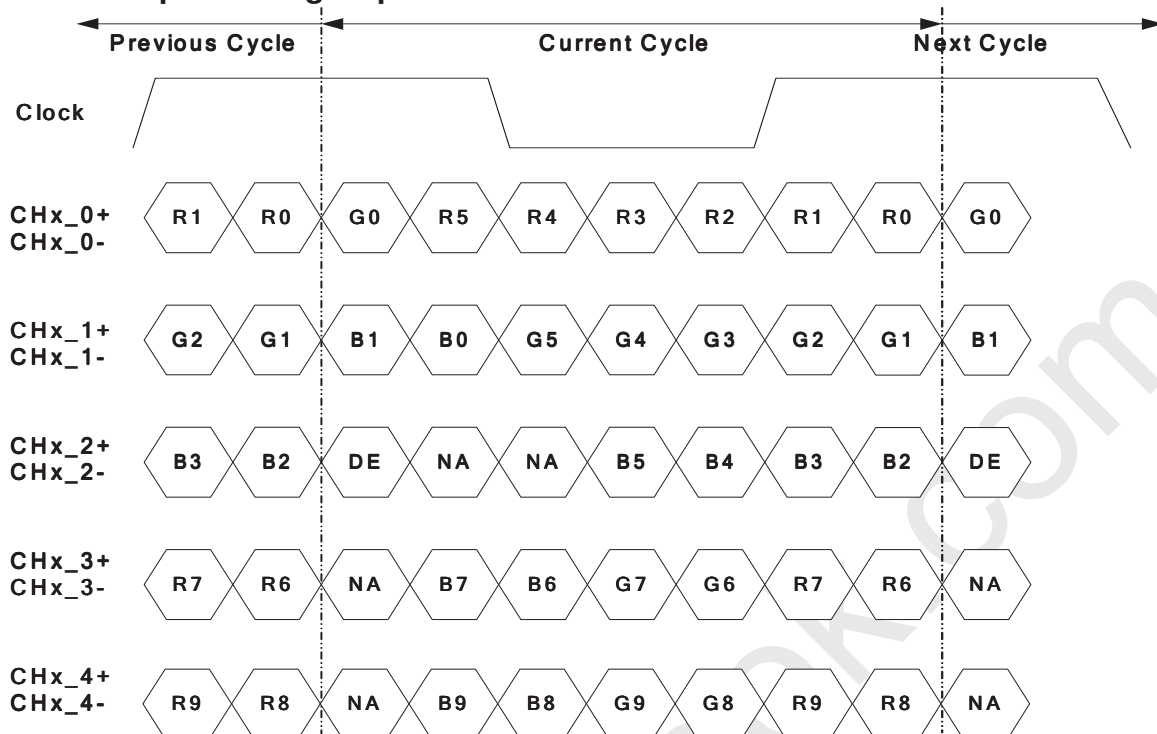 Previous Cycle Current Cycle Next Cycle
Clock
CHx_0+
CHx_0-
R1 R0 G0 R5 R4 R3 R2 R1 R0 G0
CHx_1+
CHx_1-
G2 G1 B1 B0 G5 G4 G3 G2 G1 B1
CHx_2+
CHx_2-
B3 B2 DE NA NA B5 B4 B3 B2 DE
CHx_3+
CHx_3-
R7 R6 NA B7 B6 G7 G6 R7 R6 NA
CHx_4+
CHx_4-
R9 R8 NA B9 B8 G9 G8 R9 R8 NA